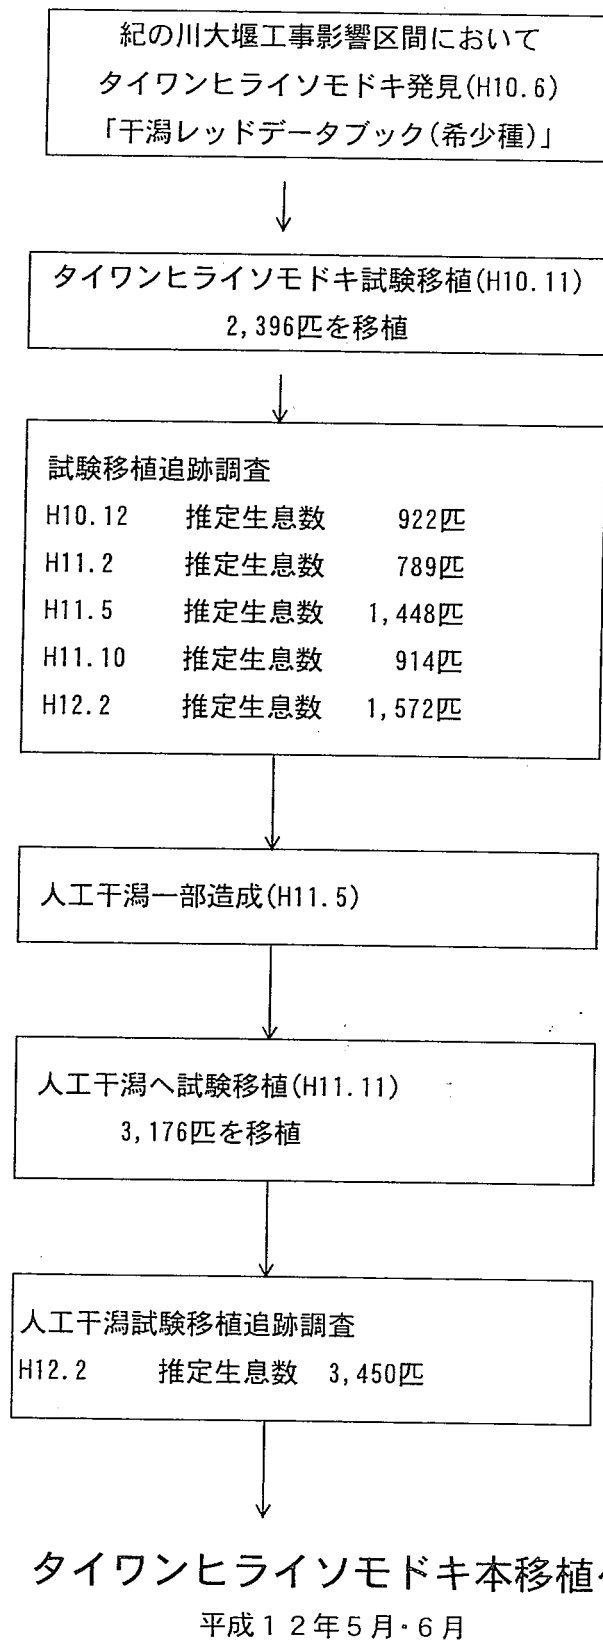 紀の川大堰工事影響区間において
タイワンヒライソモドキ発見(H10.6)
「干潟レッドデータブック(希少種)」
タイワンヒライソモドキ試験移植(H10.11)
2,396匹を移植
試験移植追跡調査
H10.12 推定生息数 922匹
H11.2 推定生息数 789匹
H11.5 推定生息数 1,448匹
H11.10 推定生息数 914匹
H12.2 推定生息数 1,572匹
人工干潟一部造成(H11.5)
人工干潟へ試験移植(H11.11)
3,176匹を移植
人工干潟試験移植追跡調査
H12.2 推定生息数 3,450匹
タイワンヒライソモドキ本移植
平成12年5月・6月